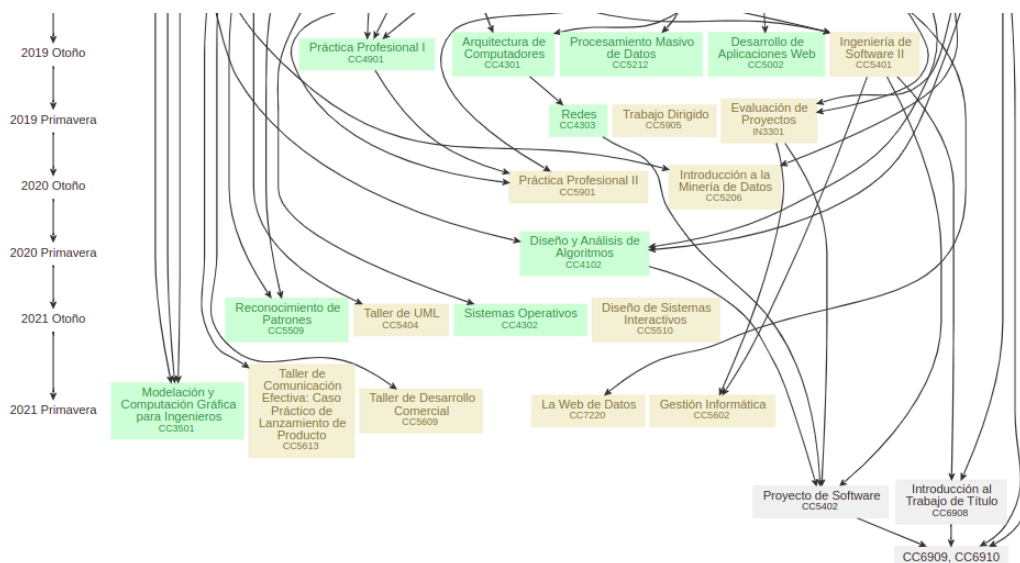 2019 Otoño
Práctica Profesional I
CC4901
Arquitectura de
Computadores
CC4301
Procesamiento Masivo
de Datos
CC5212
Desarrollo de
Aplicaciones Web
CC5002
Ingeniería de
Software II
CC5401
2019 Primavera
Redes
CC4303
Trabajo Dirigido
CC5905
Evaluación de
Proyectos
IN3301
2020 Otoño
Práctica Profesional II
CC5901
Introducción a la
Minería de Datos
CC5206
2020 Primavera
Diseño y Análisis de
Algoritmos
CC4102
2021 Otoño
Reconocimiento de
Patrones
CC5509
Taller de UML
CC5404
Sistemas Operativos
CC4302
Diseño de Sistemas
Interactivos
CC5510
2021 Primavera
Modelación y
Computación Gráfica
para Ingenieros
CC3501
Taller de
Comunicación
Efectiva: Caso
Práctico de
Lanzamiento de
Producto
CC5613
Taller de Desarrollo
Comercial
CC5609
La Web de Datos
CC7220
Gestión Informática
CC5602
Proyecto de Software
CC5402
Introducción al
Trabajo de Título
CC6908
CC6909, CC6910